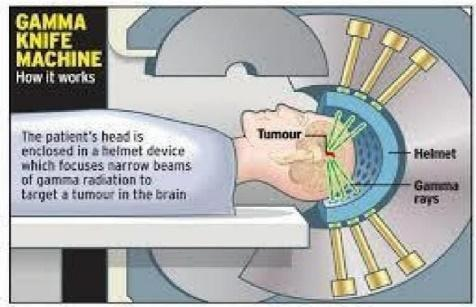 GAMMA
KNIFE
MACHINE
How it works
The patient's head is
enclosed in a helmet device
which focuses narrow beams
of gamma radiation to
target a tumour in the brain
Tumour
Helmet
Gamma
rays